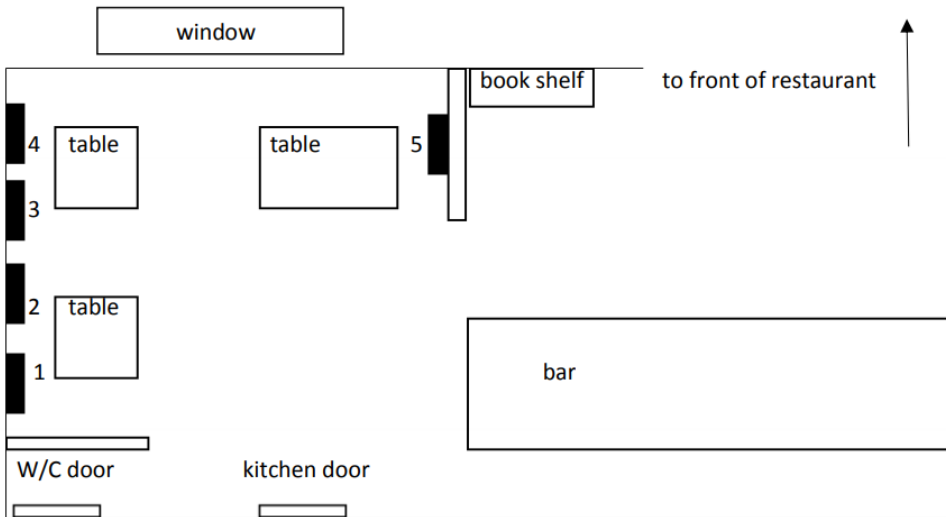 window
book shelf
to front of restaurant
4
table
table
5
3
2
table
1
bar
W/C door
kitchen door